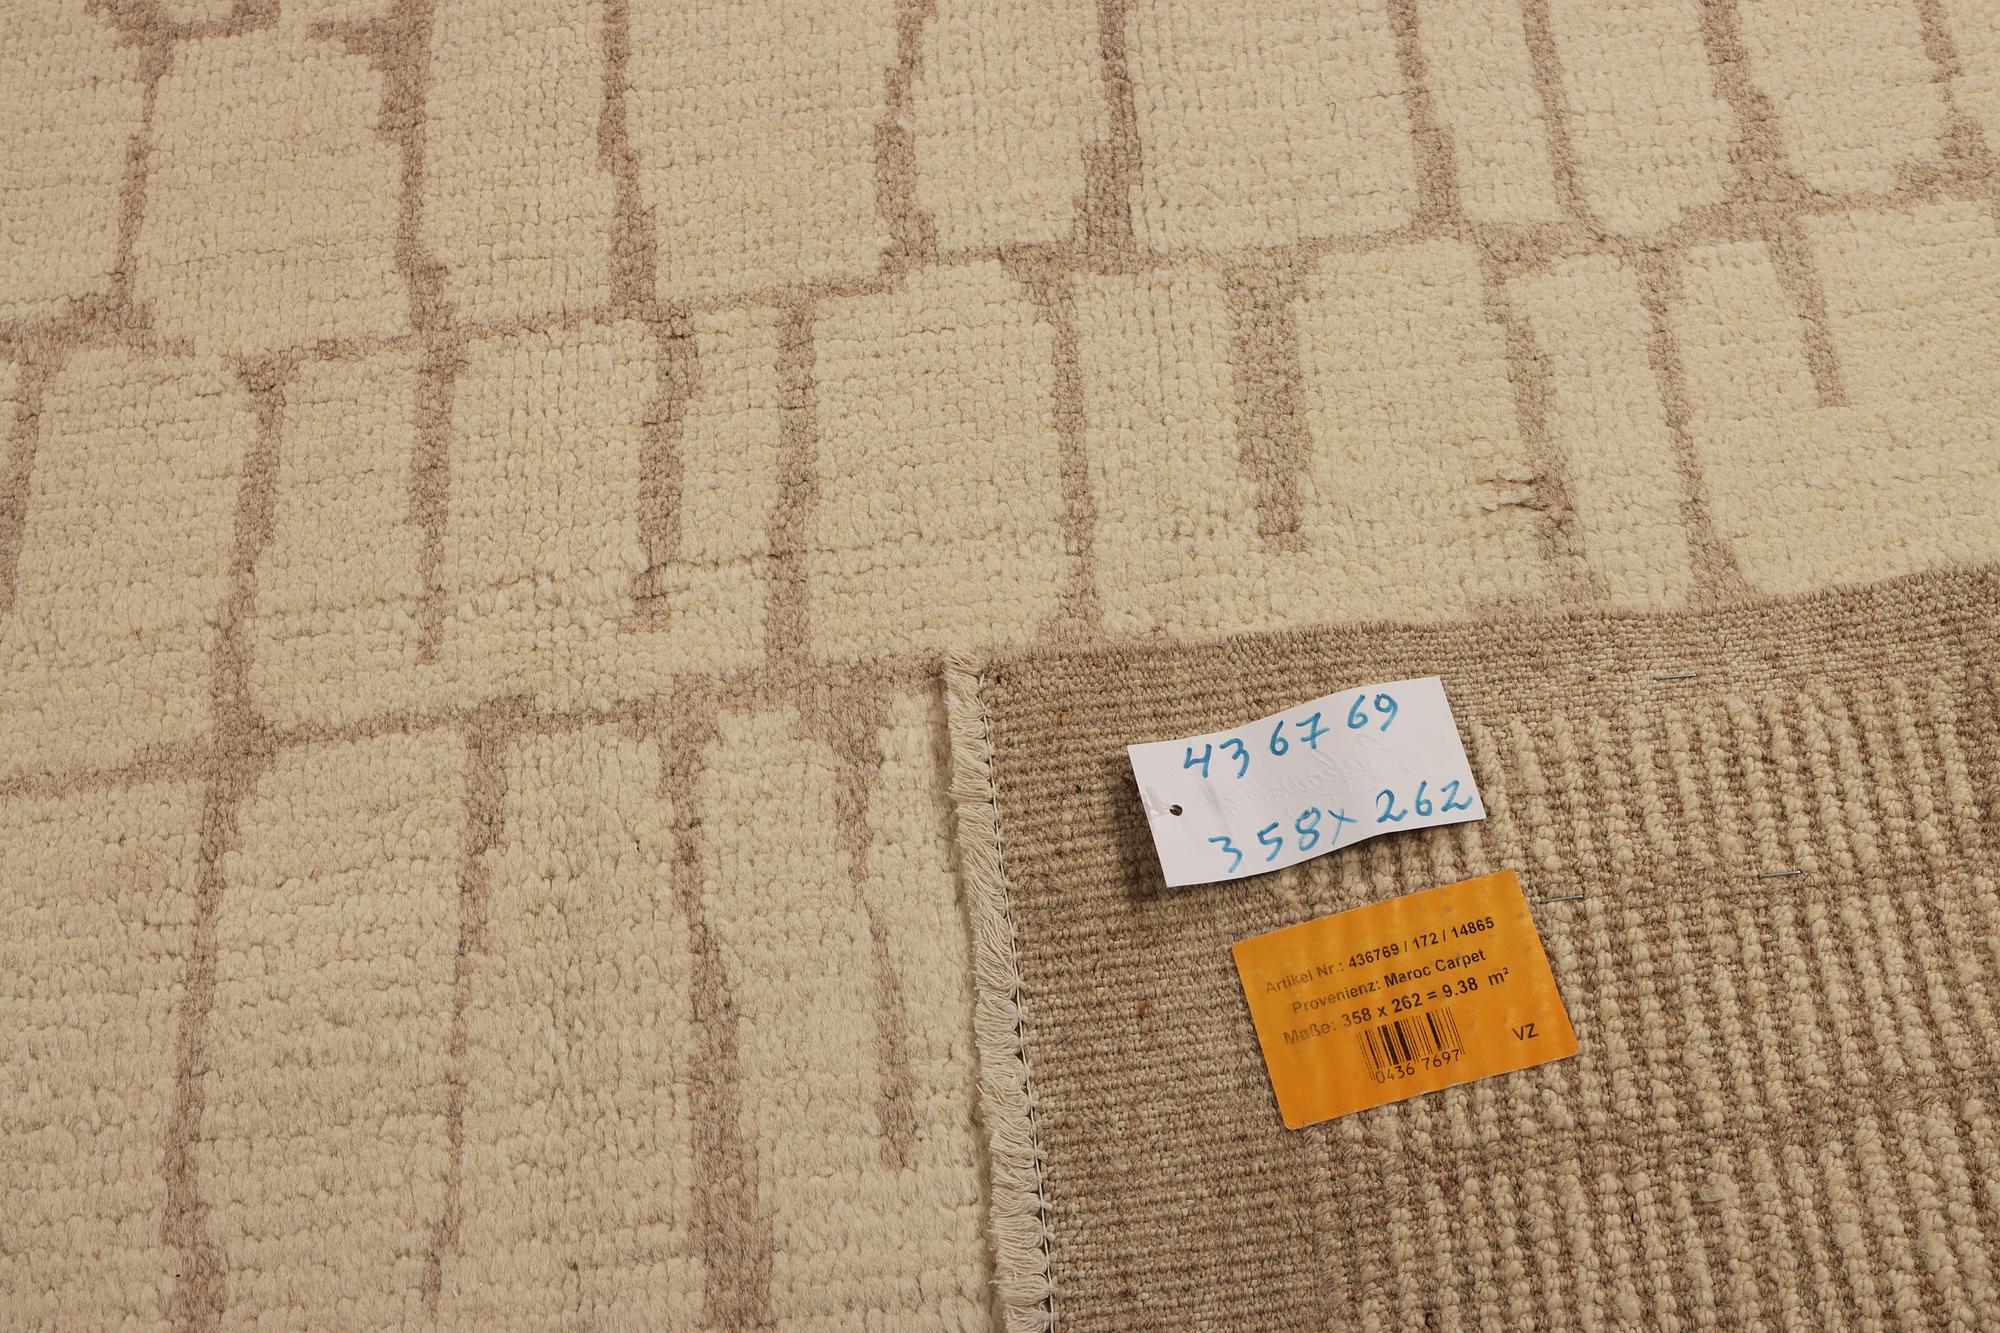 436769
358x262
Artikel Nr.: 436769 / 172 / 14865
Provenienz: Maroc Carpet
Maße: 358 x 262 = 9.38 m²
VZ
0436 7697